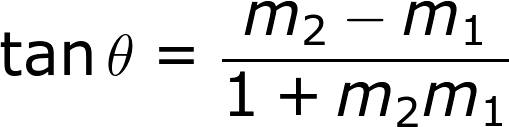 tan θ = (m₂ − m₁) / (1 + m₂m₁)